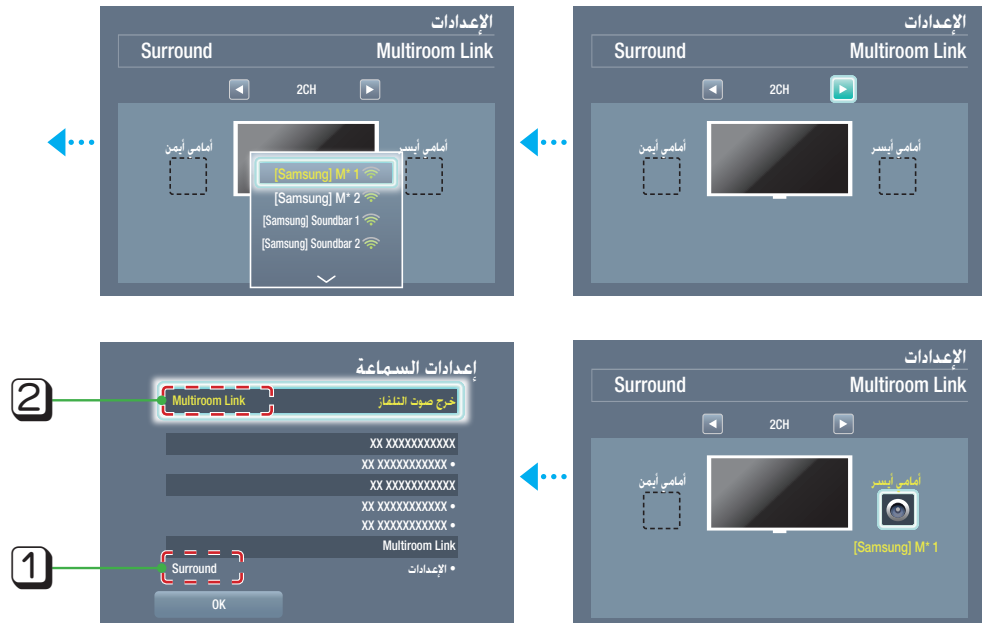 الإعدادات
Multiroom Link Surround
2CH
أمامي أيسر أمامي أيمن
الإعدادات
Multiroom Link Surround
2CH
أمامي أيسر أمامي أيمن
[Samsung] M* 1
[Samsung] M* 2
[Samsung] Soundbar 1
[Samsung] Soundbar 2
الإعدادات
Multiroom Link Surround
2CH
أمامي أيسر أمامي أيمن
[Samsung] M* 1
إعدادات السماعة
خرج صوت التلفاز Multiroom Link
2
XX XXXXXXXXXXX
• XX XXXXXXXXXXX
XX XXXXXXXXXXX
• XX XXXXXXXXXXX
• XX XXXXXXXXXXX
Multiroom Link
• الإعدادات Surround
1
OK